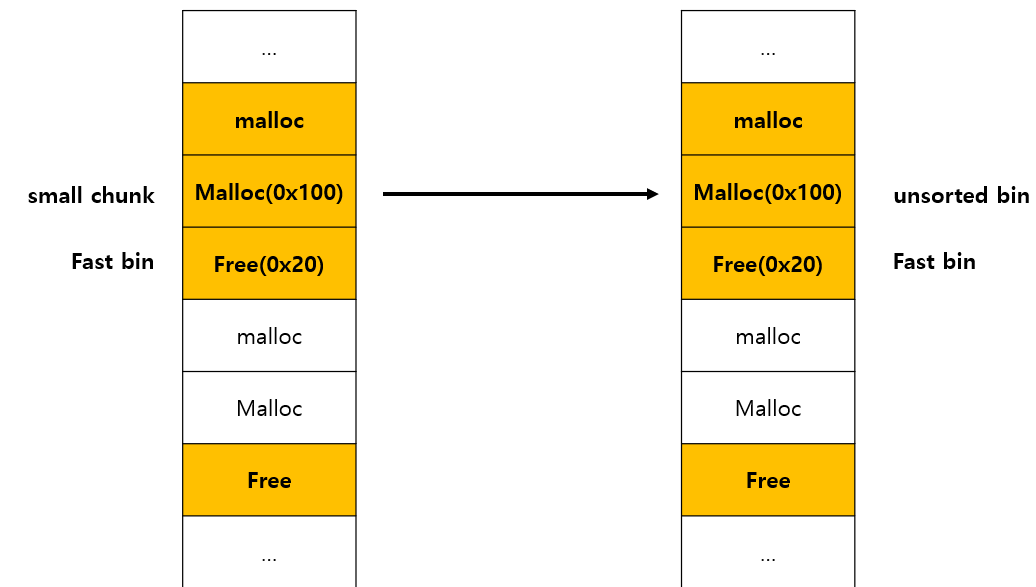 ...
...
malloc
malloc
small chunk
Malloc(0x100)
Malloc(0x100)
unsorted bin
Fast bin
Free(0x20)
Free(0x20)
Fast bin
malloc
malloc
Malloc
Malloc
Free
Free
...
...